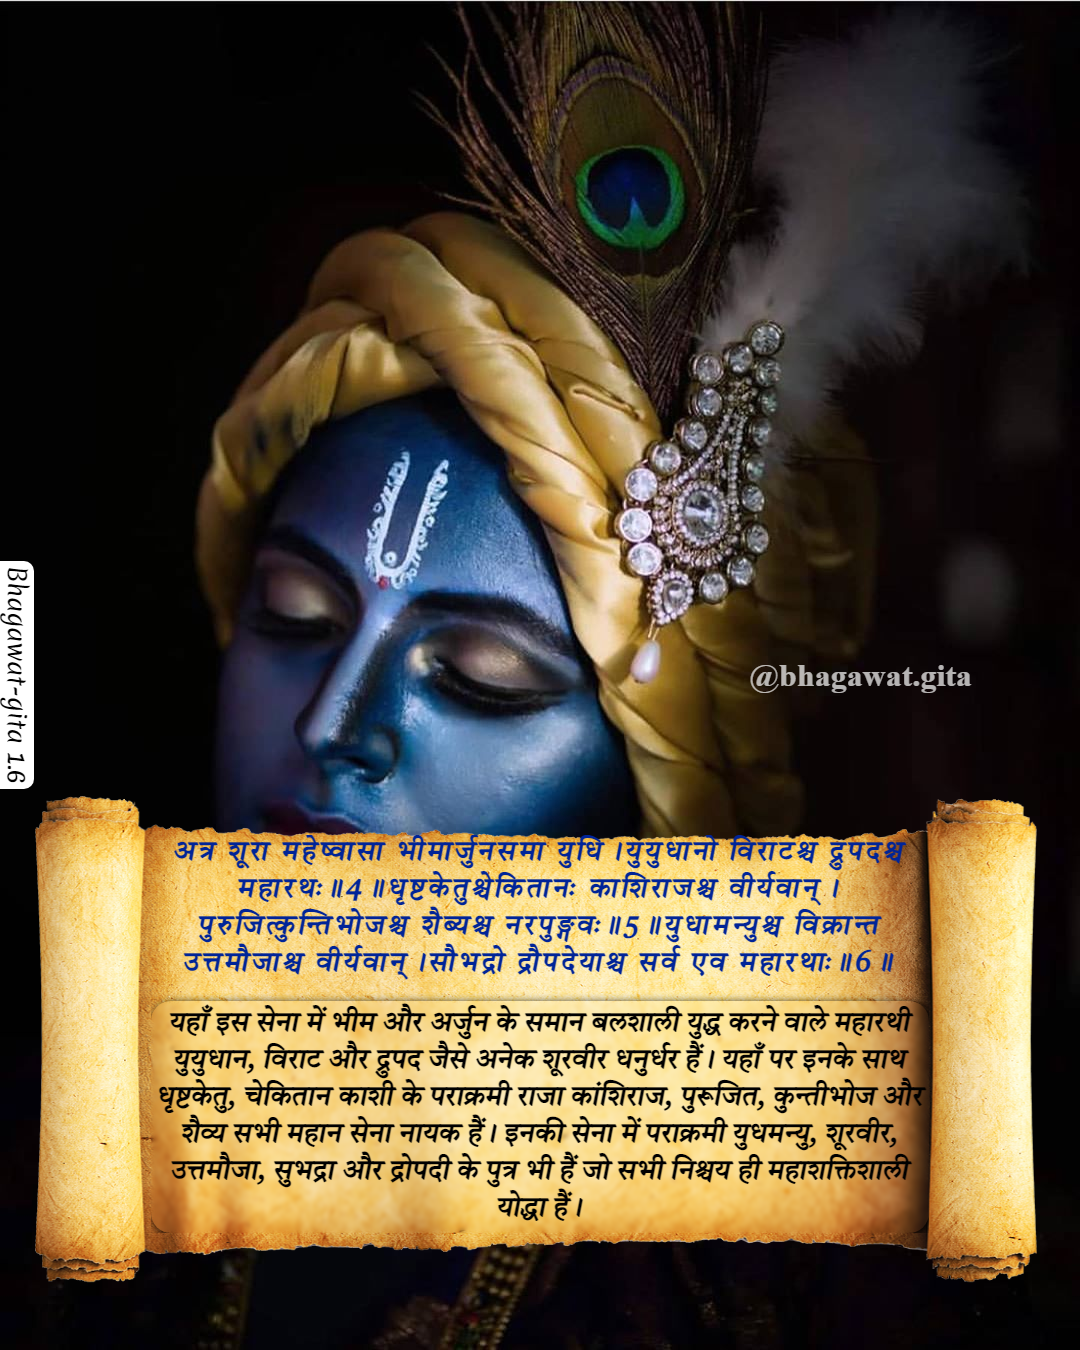 Bhagawat-gita 1.6
@bhagawat.gita
अत्र शूरा महेष्वासा भीमार्जुनसमा युधि ।युयुधानो विराटश्च द्रुपदश्च
महारथः॥4॥धृष्टकेतुश्चेकितानः काशिराजश्च वीर्यवान् ।
पुरुजित्कुन्तिभोजश्च शैब्यश्च नरपुङ्गवः॥5॥युधामन्युश्च विक्रान्त
उत्तमौजाश्च वीर्यवान् ।सौभद्रो द्रौपदेयाश्च सर्व एव महारथाः॥6॥
यहाँ इस सेना में भीम और अर्जुन के समान बलशाली युद्ध करने वाले महारथी
युयुधान, विराट और द्रुपद जैसे अनेक शूरवीर धनुर्धर हैं। यहाँ पर इनके साथ
धृष्टकेतु, चेकितान काशी के पराक्रमी राजा कांशिराज, पुरूजित, कुन्तीभोज और
शैव्य सभी महान सेना नायक हैं। इनकी सेना में पराक्रमी युधमन्यु, शूरवीर,
उत्तमौजा, सुभद्रा और द्रोपदी के पुत्र भी हैं जो सभी निश्चय ही महाशक्तिशाली
योद्धा हैं।